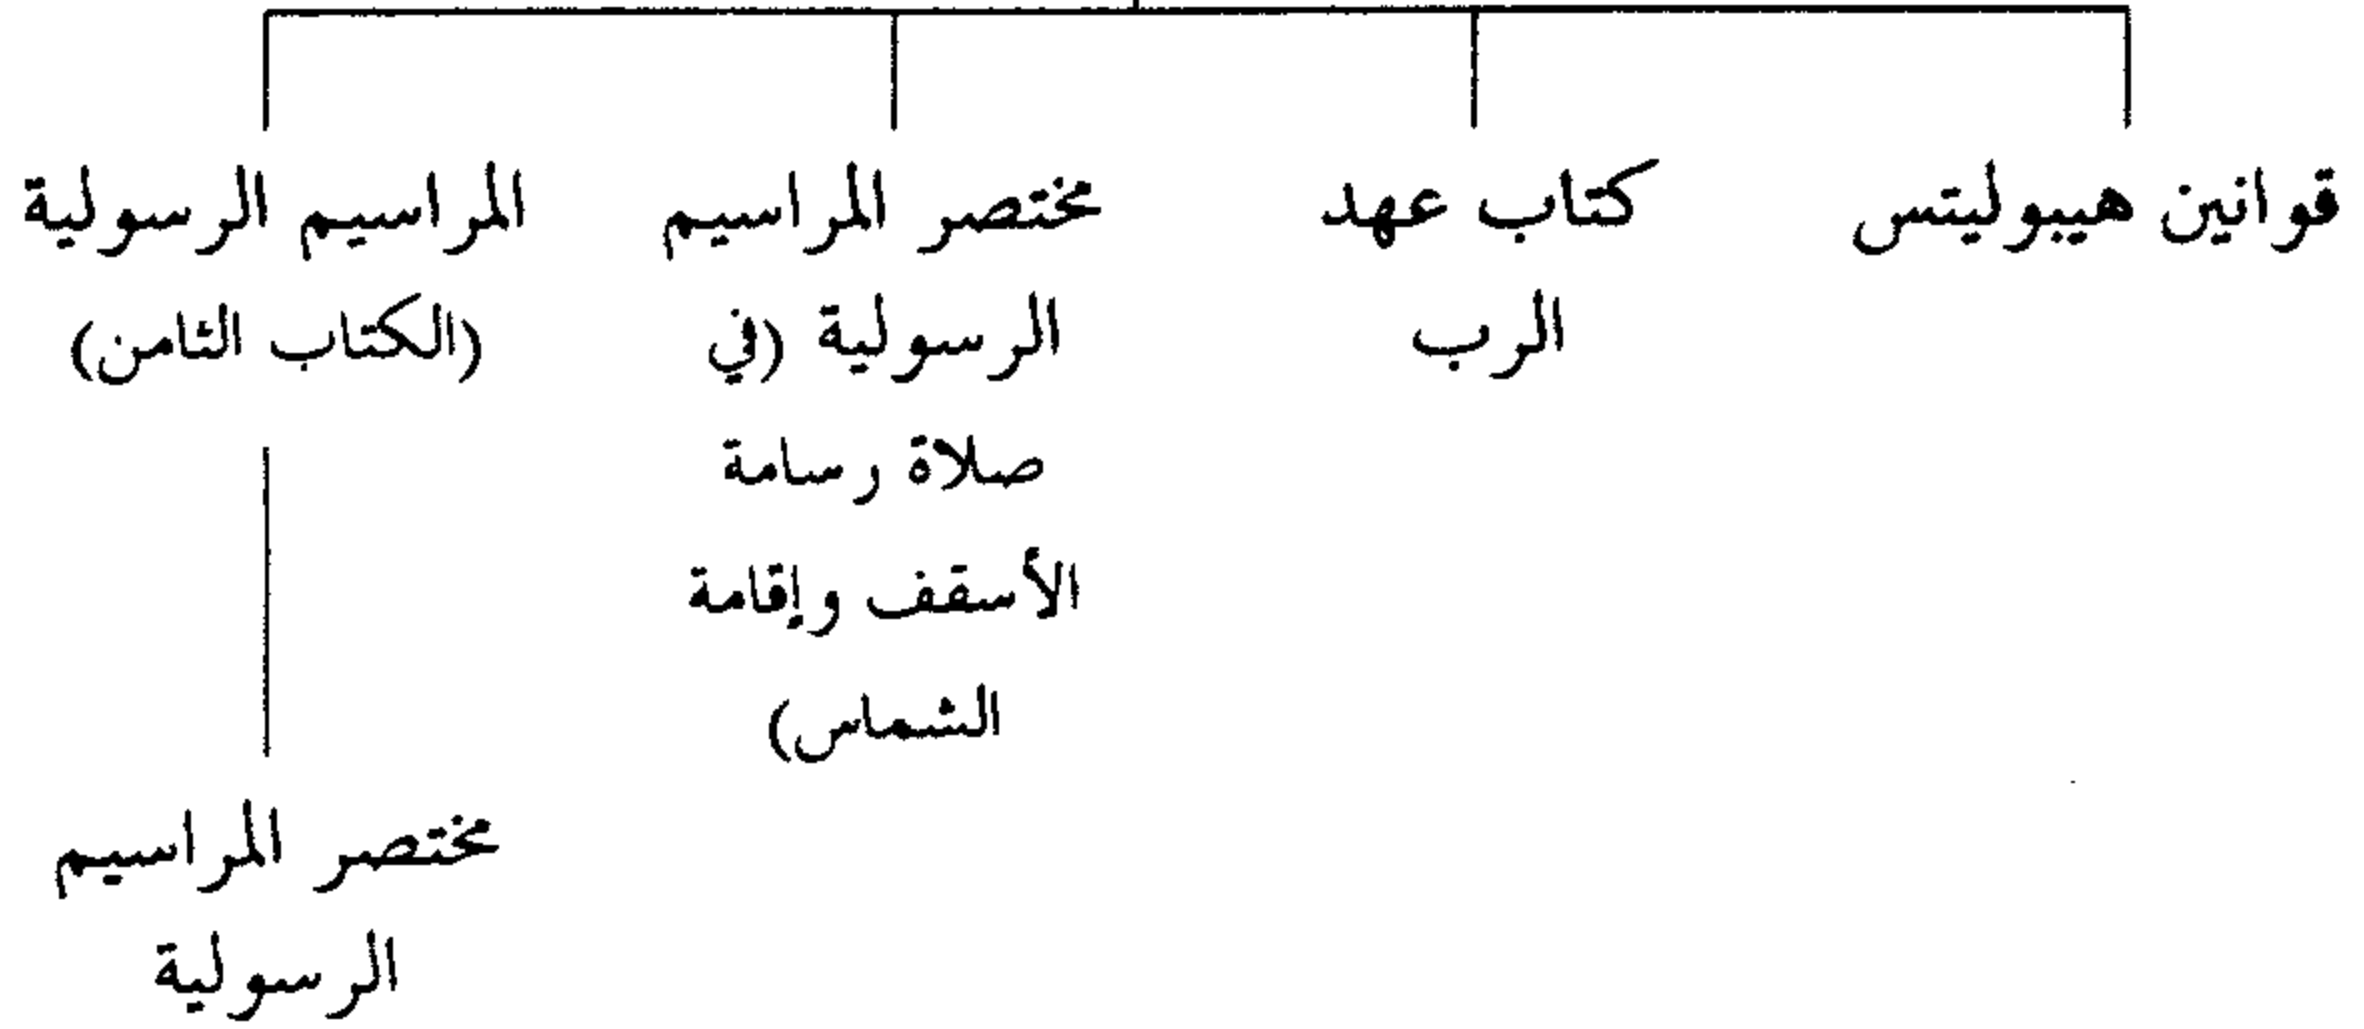 قوانين هيبوليتس
كتاب عهد
الرب
مختصر المراسيم
الرسولية (في
صلاة رسامة
الأسقف وإقامة
الشماس)
المراسيم الرسولية
(الكتاب الثامن)
مختصر المراسيم
الرسولية